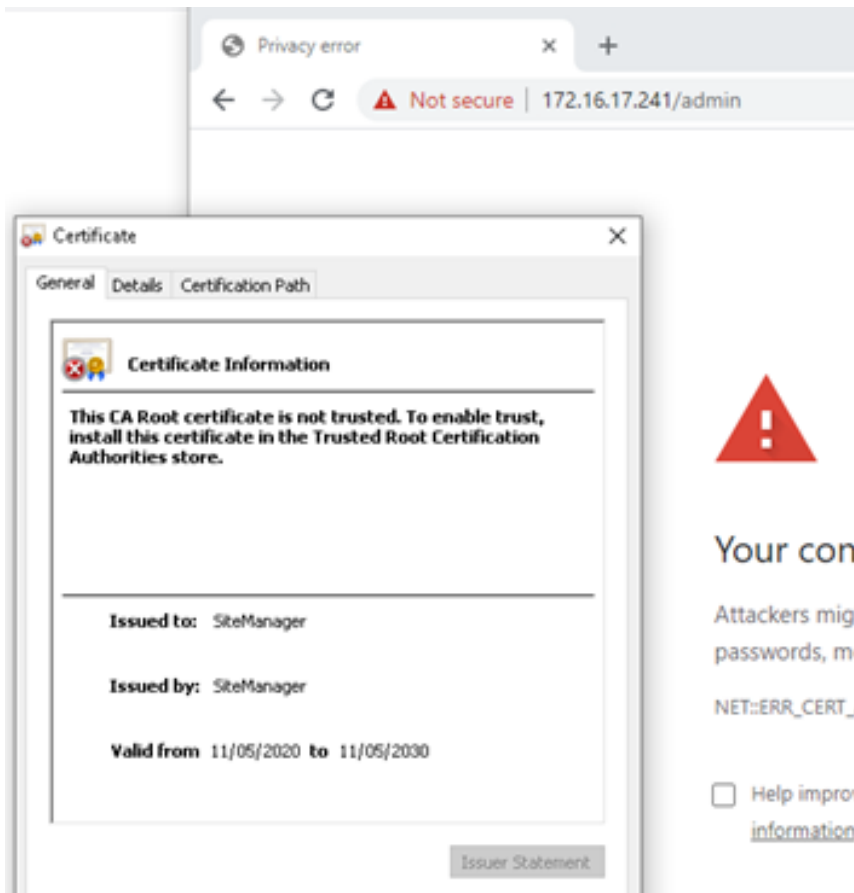 Privacy error
Not secure 172.16.17.241/admin
Certificate
General Details Certification Path
Certificate Information
This CA Root certificate is not trusted. To enable trust,
install this certificate in the Trusted Root Certification
Authorities store.
Issued to: SiteManager
Issued by: SiteManager
Valid from 11/05/2020 to 11/05/2030
Issuer Statement
Your con
Attackers mig
passwords, m
NET::ERR_CERT_
Help improv
information